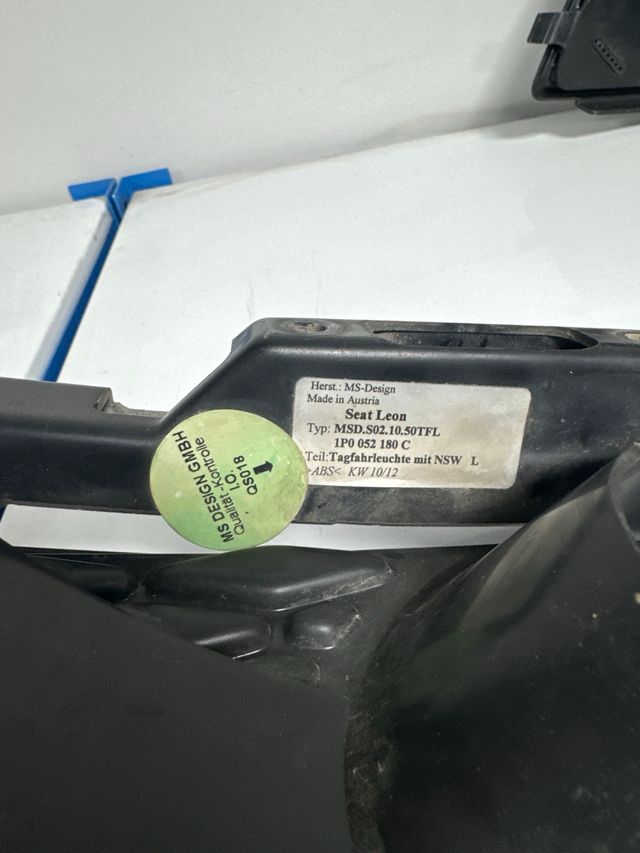 Herst.: MS-Design
Made in Austria
Seat Leon
Typ: MSD.S02.10.50TFL
1P0 052 180 C
Teil:Tagfahrleuchte mit NSW L
>ABS< KW 10/12
MS DESIGN GMBH
Qualität-Kontrolle
I.O.
QS018